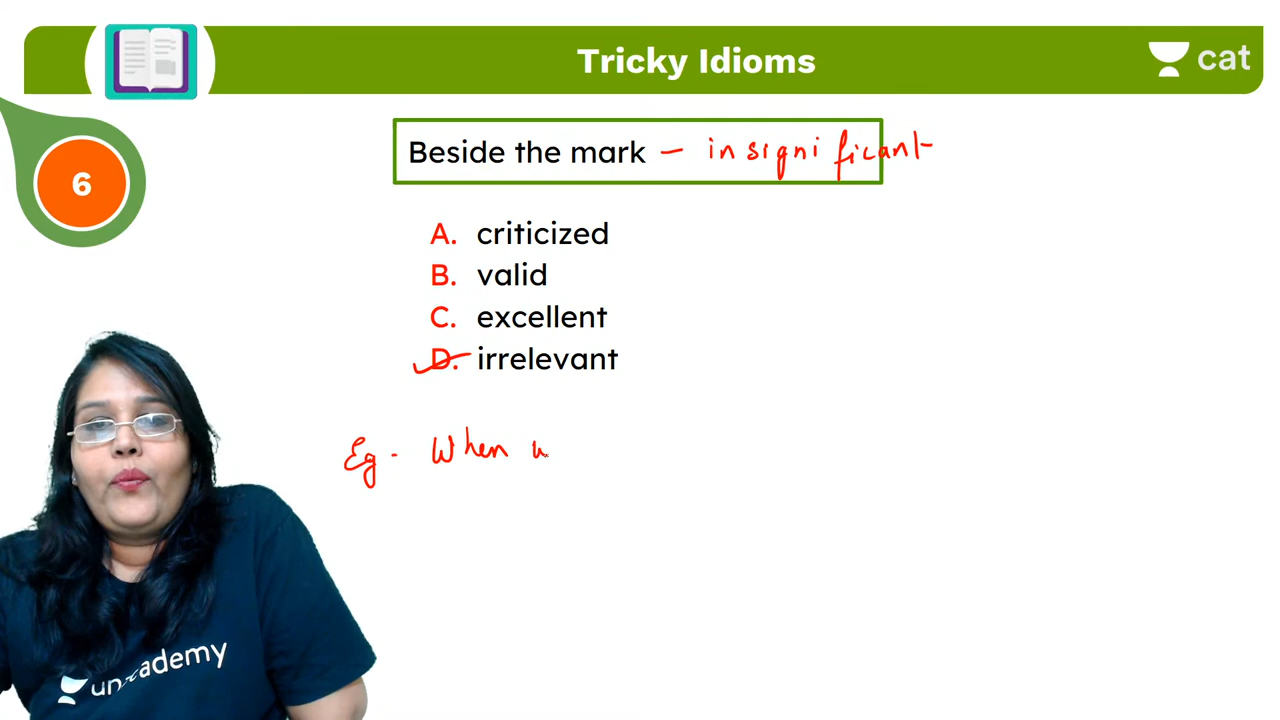 Tricky Idioms
cat
6
Beside the mark – insignificant
A. criticized
B. valid
C. excellent
D. irrelevant
Eg. When
unacademy